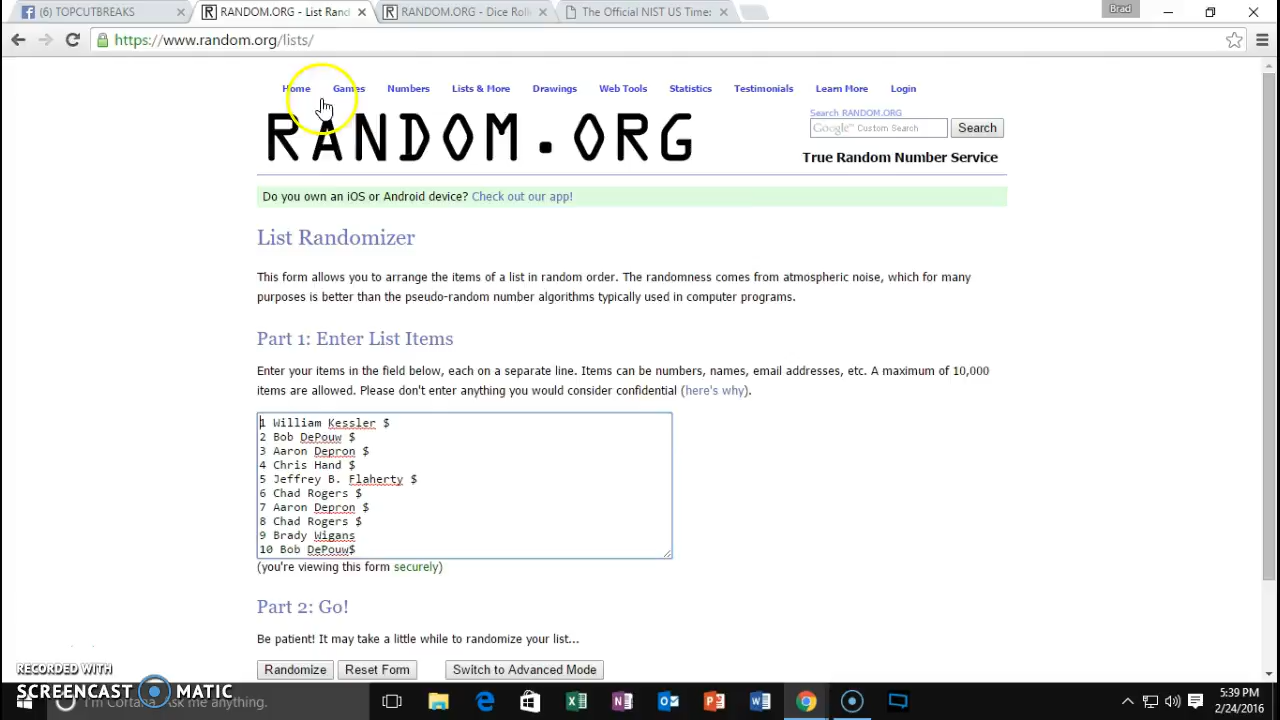 (6) TOPCUTBREAKS
RANDOM.ORG - List Rand
RANDOM.ORG - Dice Roll
The Official NIST US Time:
Brad
https://www.random.org/lists/
Home Games Numbers Lists & More Drawings Web Tools Statistics Testimonials Learn More Login
RANDOM.ORG
Search RANDOM.ORG
Google Custom Search
Search
True Random Number Service
Do you own an iOS or Android device? Check out our app!
List Randomizer
This form allows you to arrange the items of a list in random order. The randomness comes from atmospheric noise, which for many
purposes is better than the pseudo-random number algorithms typically used in computer programs.
Part 1: Enter List Items
Enter your items in the field below, each on a separate line. Items can be numbers, names, email addresses, etc. A maximum of 10,000
items are allowed. Please don't enter anything you would consider confidential (here's why).
1 William Kessler $
2 Bob DePouw $
3 Aaron Depron $
4 Chris Hand $
5 Jeffrey B. Flaherty $
6 Chad Rogers $
7 Aaron Depron $
8 Chad Rogers $
9 Brady Wigans
10 Bob DePouw$
(you're viewing this form securely)
Part 2: Go!
Be patient! It may take a little while to randomize your list...
Randomize Reset Form Switch to Advanced Mode
RECORDED WITH
SCREENCAST MATIC
I'm Cortana. Ask me anything.
5:39 PM
2/24/2016